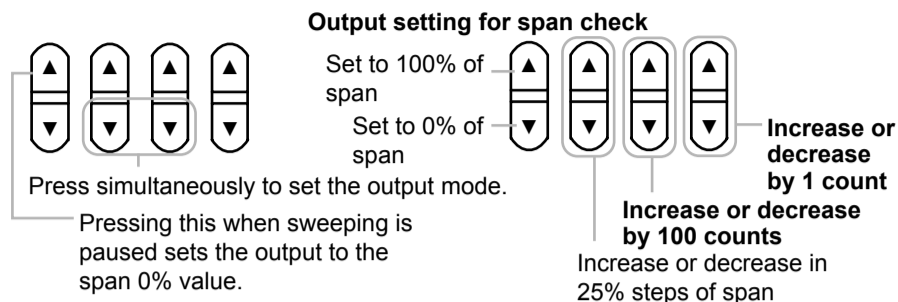 Output setting for span check
Set to 100% of
span
Set to 0% of
span
Press simultaneously to set the output mode.
Pressing this when sweeping is
paused sets the output to the
span 0% value.
Increase or
decrease
by 1 count
Increase or decrease
by 100 counts
Increase or decrease in
25% steps of span